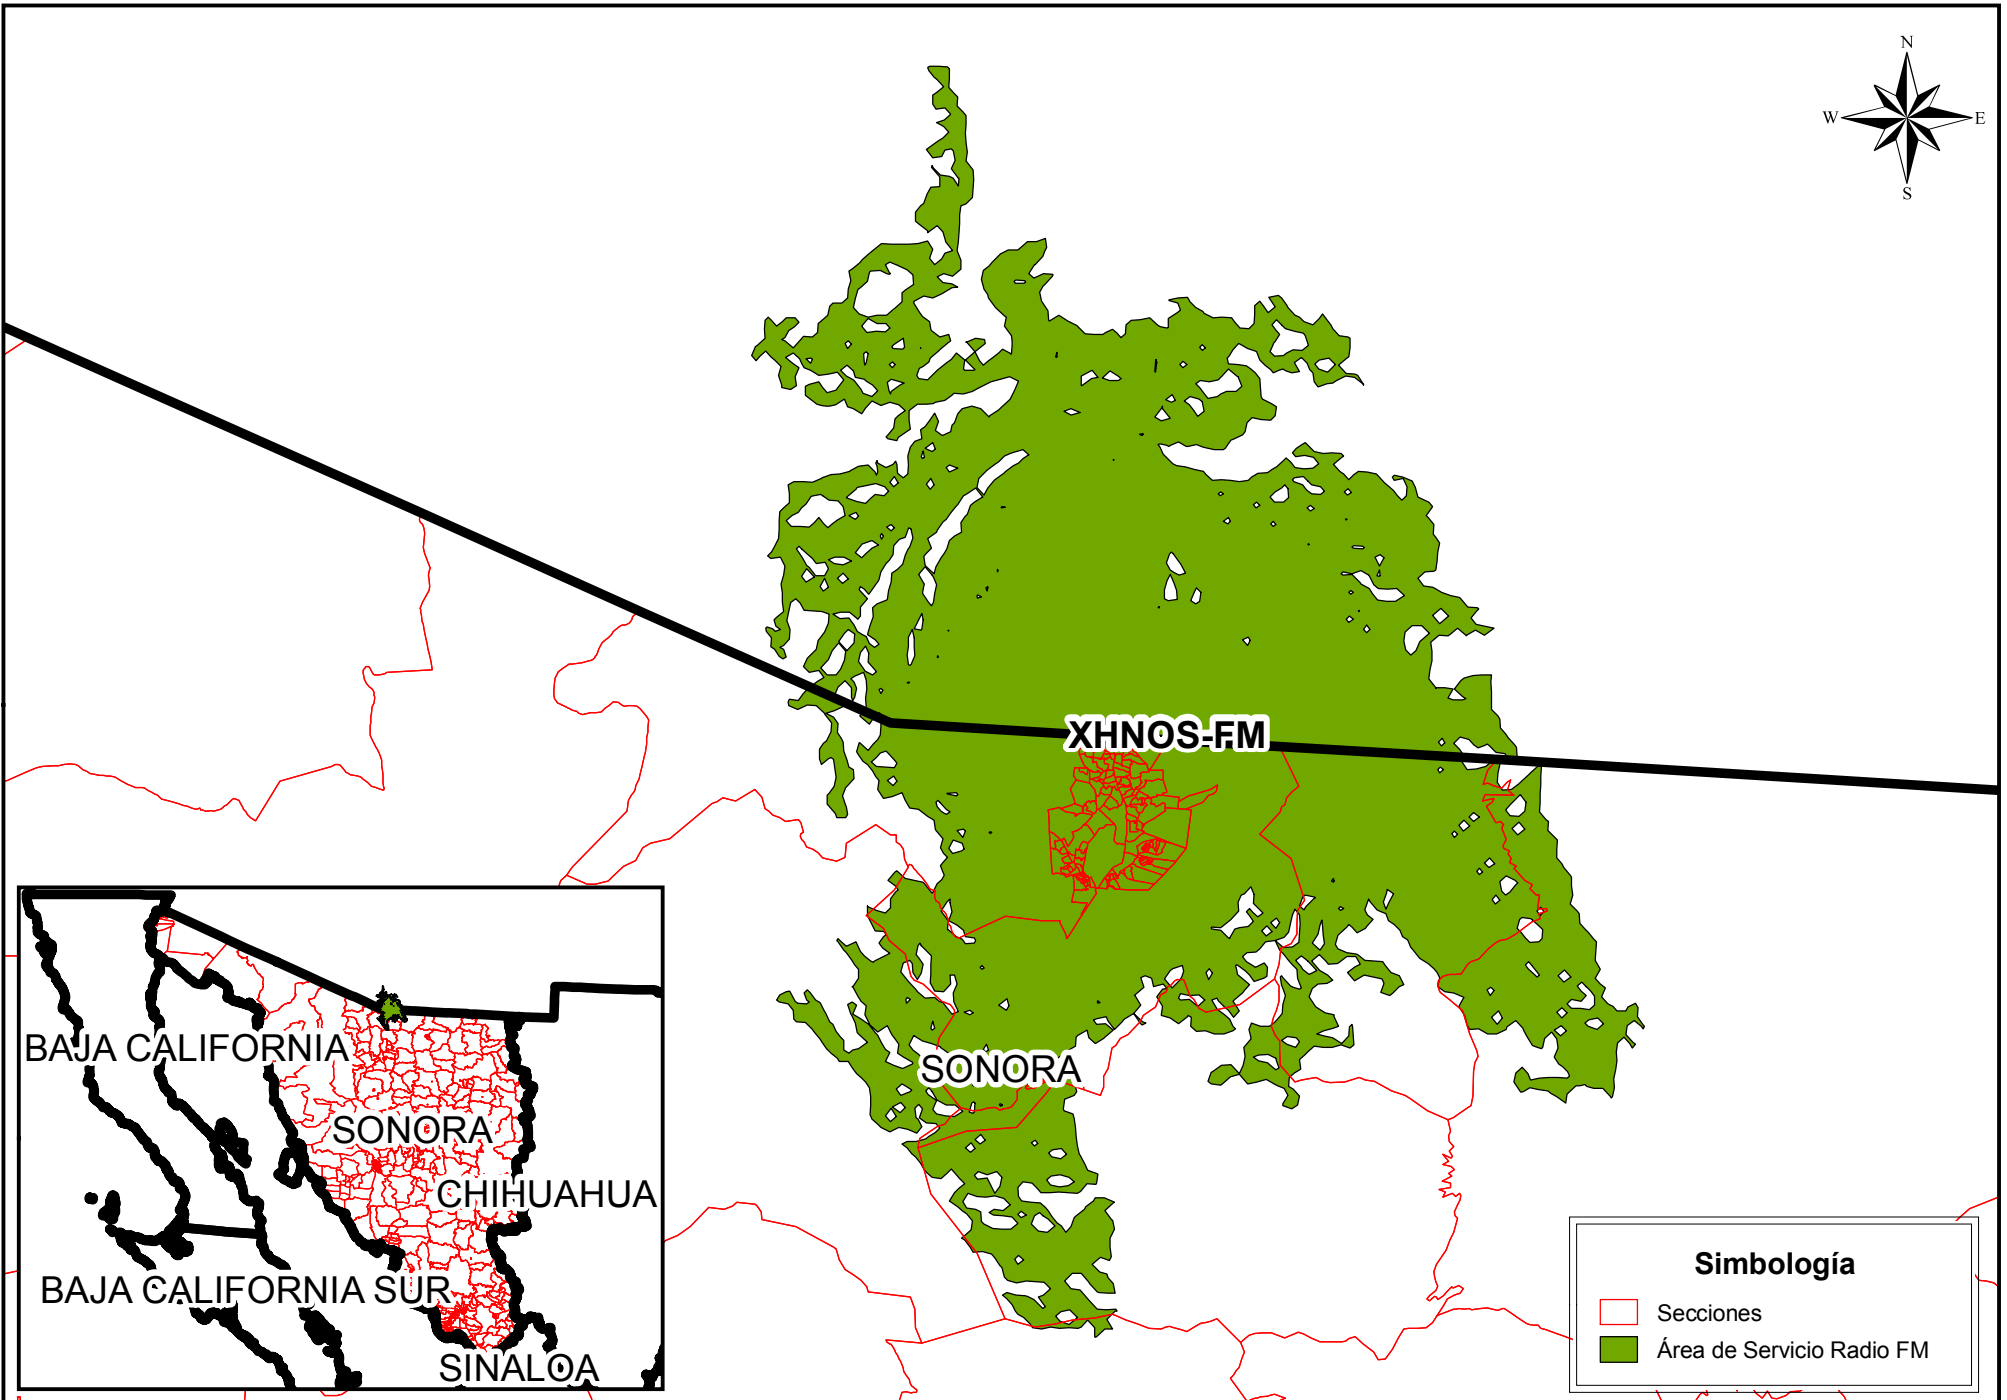 N
W E
S
XHNOS-FM
SONORA
BAJA CALIFORNIA
SONORA
CHIHUAHUA
BAJA CALIFORNIA SUR
SINALOA
Simbología
Secciones
Área de Servicio Radio FM